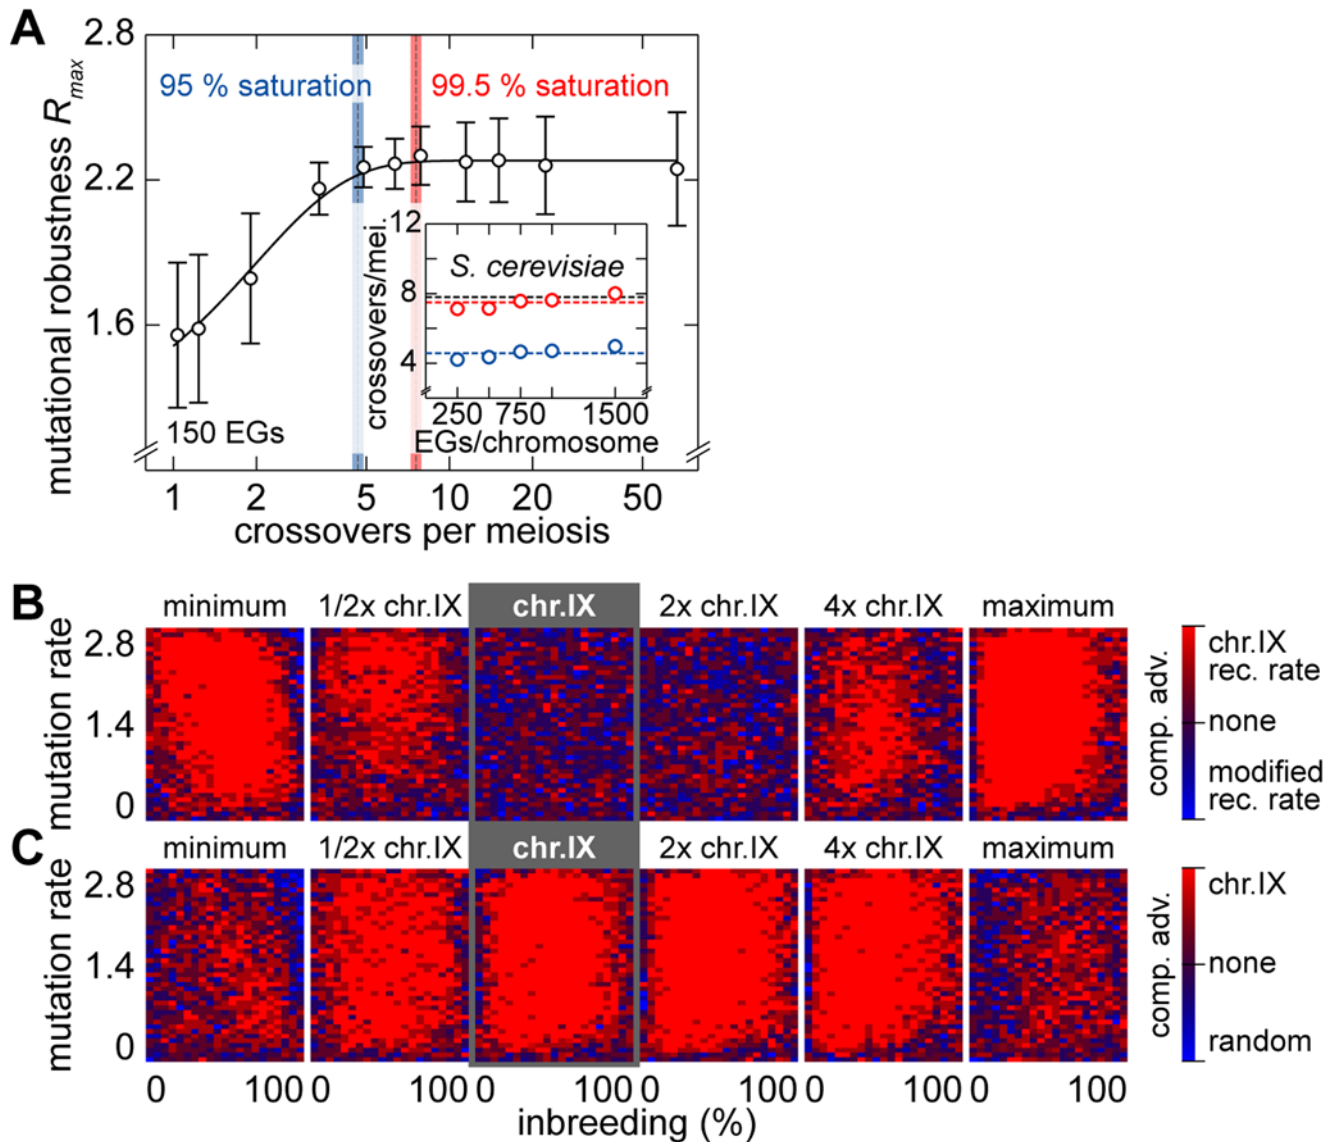 A
2.8
2.2
1.6
mutational robustness Rmax
95 % saturation
99.5 % saturation
150 EGs
1 2 5 10 20 50
crossovers per meiosis
12
8
4
crossovers/mei.
S. cerevisiae
250 750 1500
EGs/chromosome
B
minimum 1/2x chr.IX chr.IX 2x chr.IX 4x chr.IX maximum
mutation rate
2.8
1.4
0
comp. adv.
chr.IX
rec. rate
none
modified
rec. rate
C
minimum 1/2x chr.IX chr.IX 2x chr.IX 4x chr.IX maximum
mutation rate
2.8
1.4
0
comp. adv.
chr.IX
none
random
0 100 0 100 0 100 0 100 0 100 0 100
inbreeding (%)